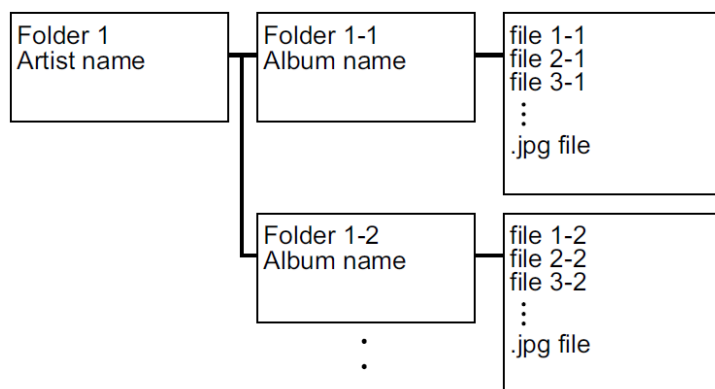 Folder 1
Artist name
Folder 1-1
Album name
file 1-1
file 2-1
file 3-1
⋮
.jpg file
Folder 1-2
Album name
file 1-2
file 2-2
file 3-2
⋮
.jpg file